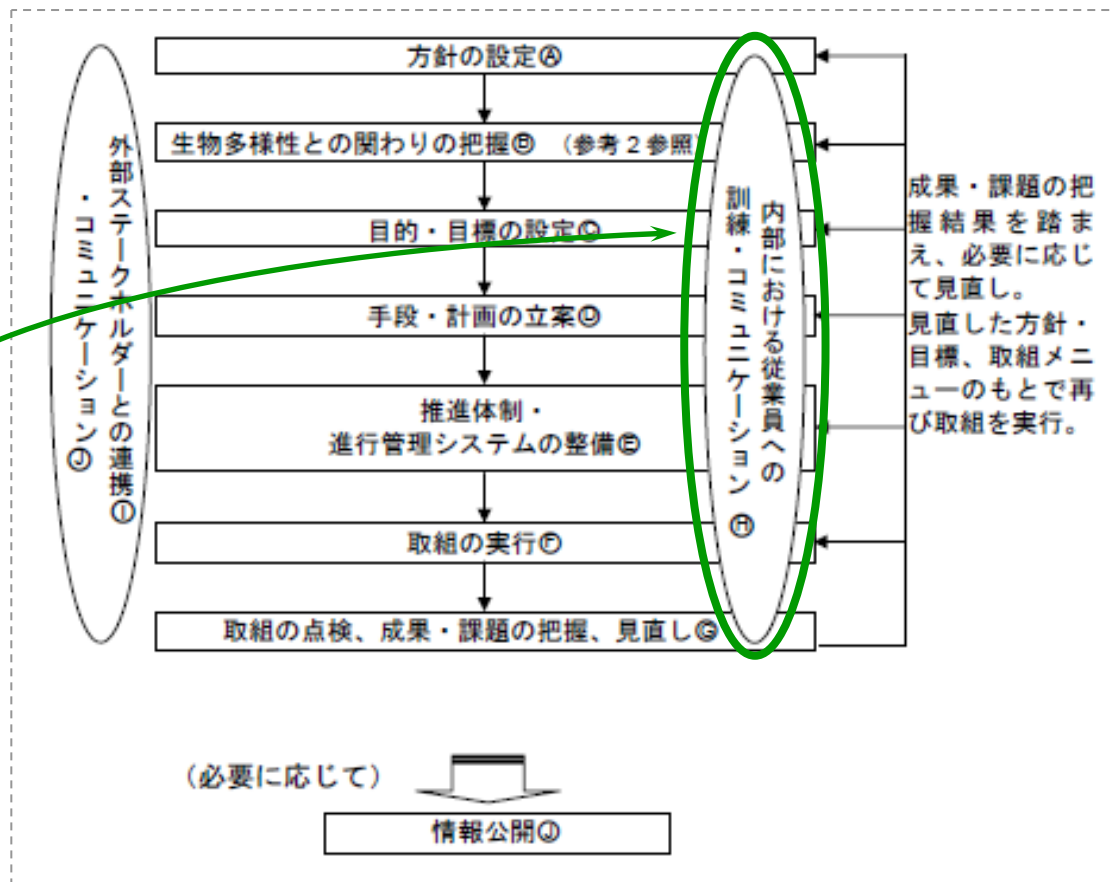 方針の設定Ⓐ
生物多様性との関わりの把握Ⓑ （参考２参照）
目的・目標の設定Ⓒ
手段・計画の立案Ⓓ
推進体制・
進行管理システムの整備Ⓔ
取組の実行Ⓕ
取組の点検、成果・課題の把握、見直しⒼ
外部ステークホルダーとの連携Ⓘ
・コミュニケーションⒿ
内部における従業員への
訓練・コミュニケーション Ⓗ
成果・課題の把
握結果を踏ま
え、必要に応じ
て見直し。
見直した方針・
目標、取組メニ
ューのもとで再
び取組を実行。
（必要に応じて）
情報公開Ⓙ